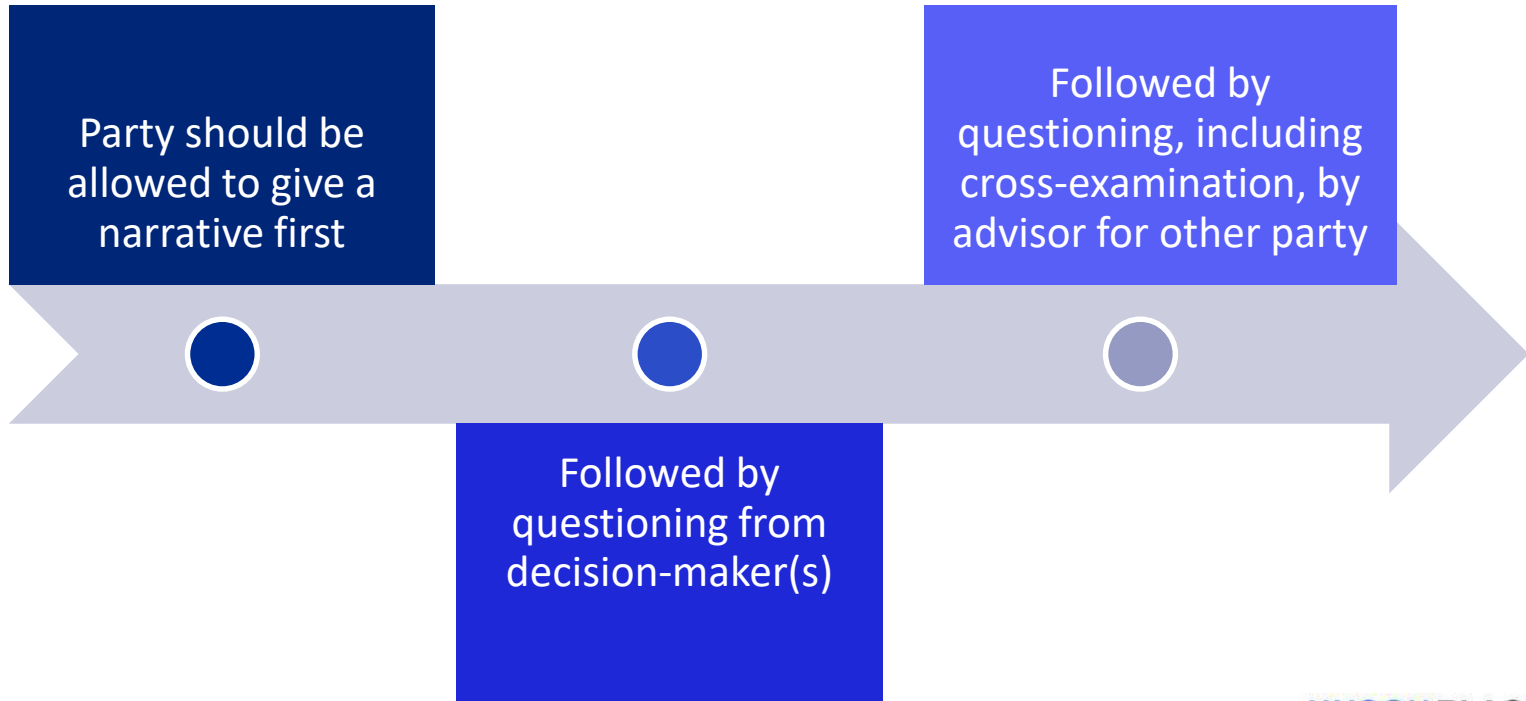 Party should be
allowed to give a
narrative first
Followed by
questioning from
decision-maker(s)
Followed by
questioning, including
cross-examination, by
advisor for other party